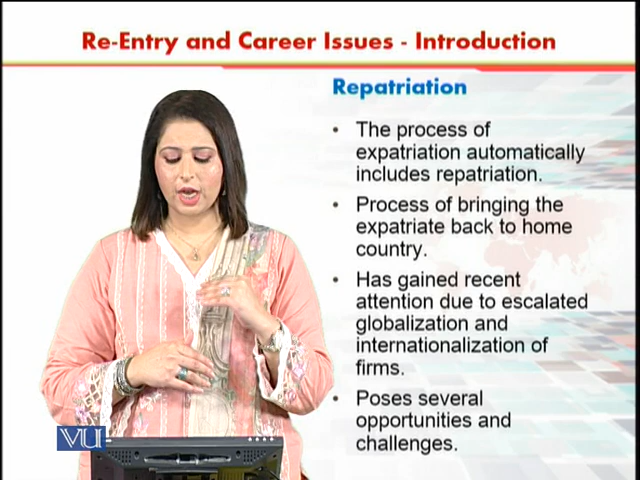 Re-Entry and Career Issues - Introduction
Repatriation
• The process of
expatriation automatically
includes repatriation.
• Process of bringing the
expatriate back to home
country.
• Has gained recent
attention due to escalated
globalization and
internationalization of
firms.
• Poses several
opportunities and
challenges.
VU